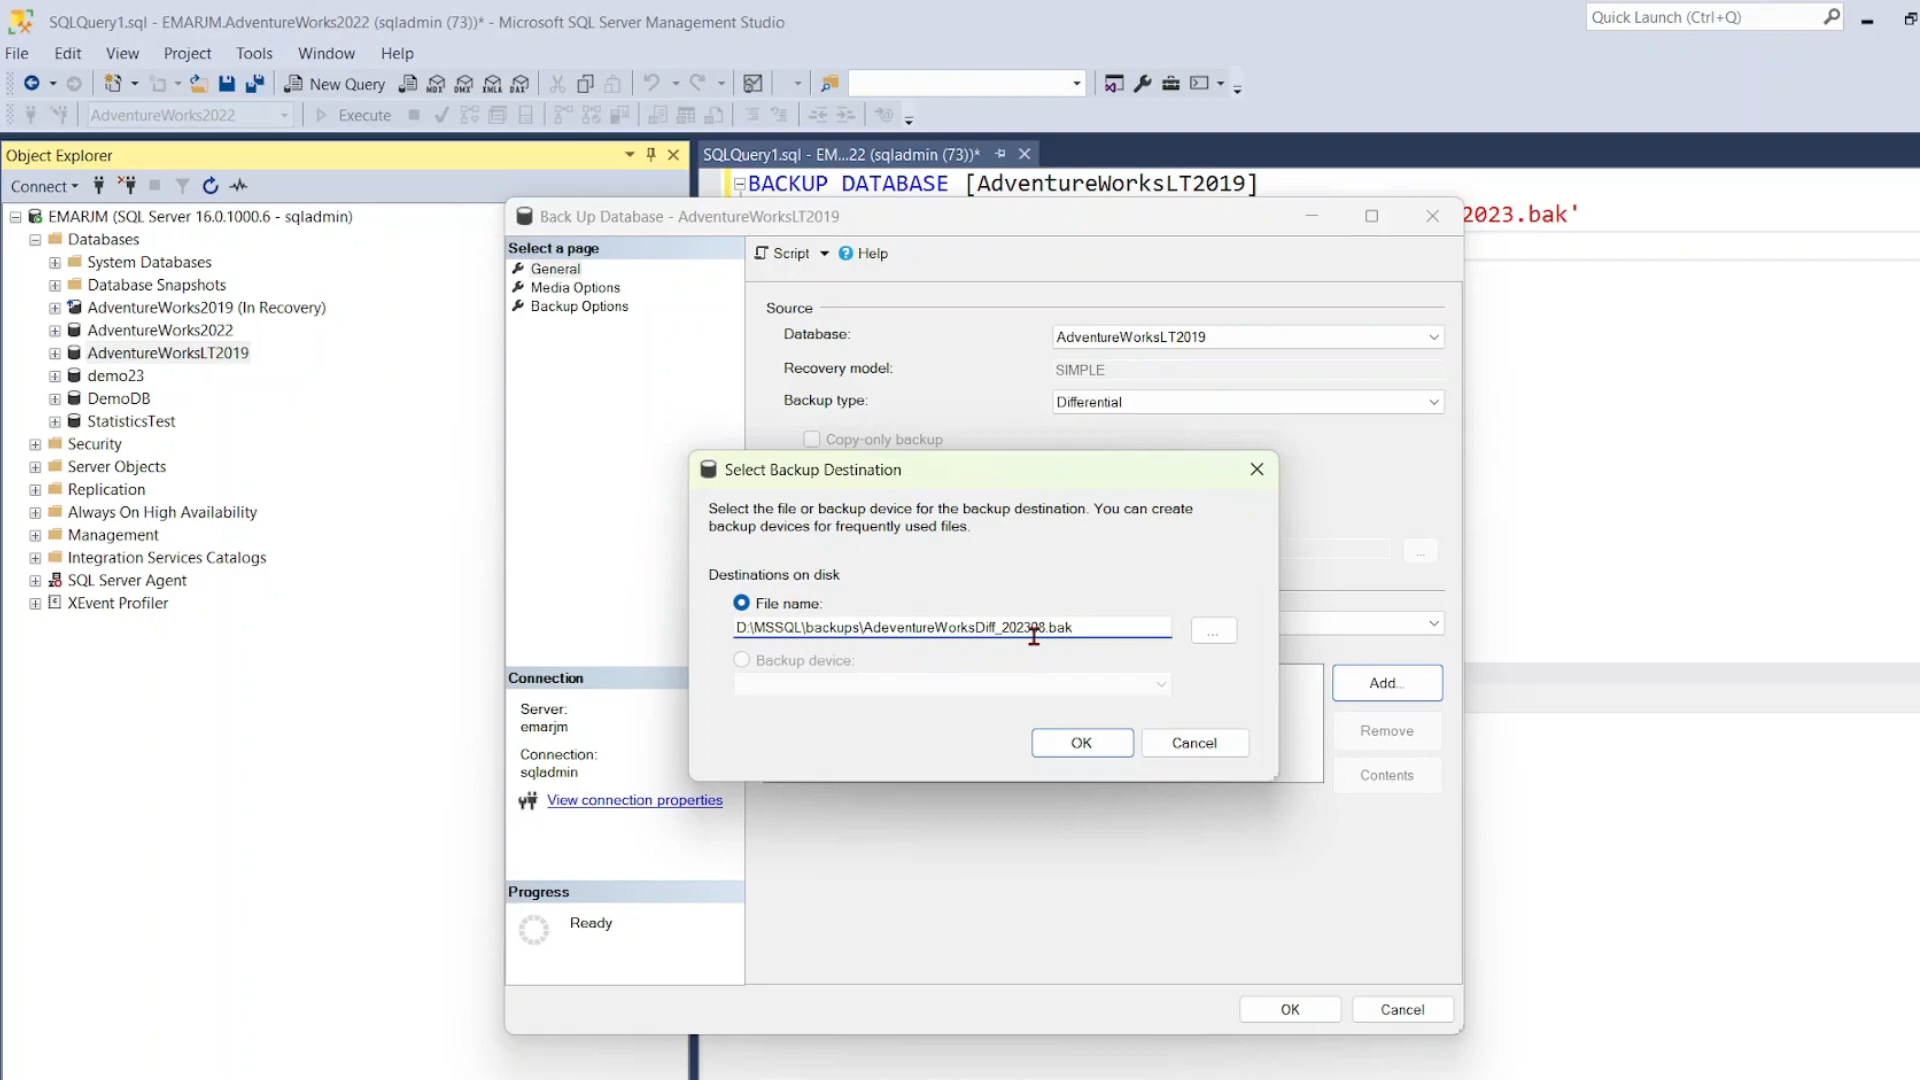 SQLQuery1.sql - EMARJM.AdventureWorks2022 (sqladmin (73))* - Microsoft SQL Server Management Studio
Quick Launch (Ctrl+Q)
File Edit View Project Tools Window Help
New Query MDX DMX XMLA DAX
AdventureWorks2022 Execute
Object Explorer
SQLQuery1.sql - EM...22 (sqladmin (73))*
Connect
BACKUP DATABASE [AdventureWorksLT2019]
2023.bak'
EMARJM (SQL Server 16.0.1000.6 - sqladmin)
Databases
System Databases
Database Snapshots
AdventureWorks2019 (In Recovery)
AdventureWorks2022
AdventureWorksLT2019
demo23
DemoDB
StatisticsTest
Security
Server Objects
Replication
Always On High Availability
Management
Integration Services Catalogs
SQL Server Agent
XEvent Profiler
Back Up Database - AdventureWorksLT2019
Select a page
General
Media Options
Backup Options
Script Help
Source
Database: AdventureWorksLT2019
Recovery model: SIMPLE
Backup type: Differential
Copy-only backup
...
Select Backup Destination
Select the file or backup device for the backup destination. You can create
backup devices for frequently used files.
Destinations on disk
File name:
D:\MSSQL\backups\AdeventureWorksDiff_202308.bak
...
Backup device:
OK Cancel
Add...
Remove
Contents
Connection
Server:
emarjm
Connection:
sqladmin
View connection properties
Progress
Ready
OK Cancel